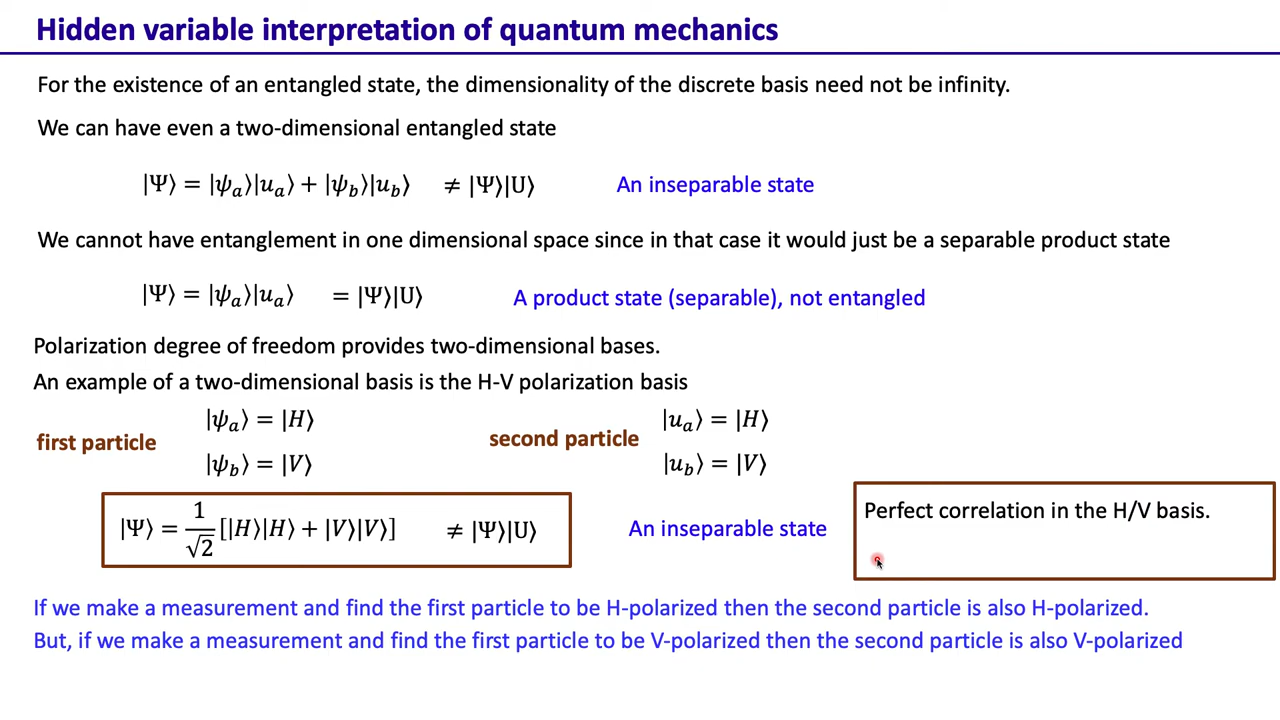 Hidden variable interpretation of quantum mechanics
For the existence of an entangled state, the dimensionality of the discrete basis need not be infinity.
We can have even a two-dimensional entangled state
|Ψ⟩ = |ψₐ⟩|uₐ⟩ + |ψ_b⟩|u_b⟩ ≠ |Ψ⟩|U⟩ An inseparable state
We cannot have entanglement in one dimensional space since in that case it would just be a separable product state
|Ψ⟩ = |ψₐ⟩|uₐ⟩ = |Ψ⟩|U⟩ A product state (separable), not entangled
Polarization degree of freedom provides two-dimensional bases.
An example of a two-dimensional basis is the H-V polarization basis
first particle
|ψₐ⟩ = |H⟩
|ψ_b⟩ = |V⟩
second particle
|uₐ⟩ = |H⟩
|u_b⟩ = |V⟩
|Ψ⟩ = 1/√2 [|H⟩|H⟩ + |V⟩|V⟩] ≠ |Ψ⟩|U⟩ An inseparable state
Perfect correlation in the H/V basis.
If we make a measurement and find the first particle to be H-polarized then the second particle is also H-polarized.
But, if we make a measurement and find the first particle to be V-polarized then the second particle is also V-polarized